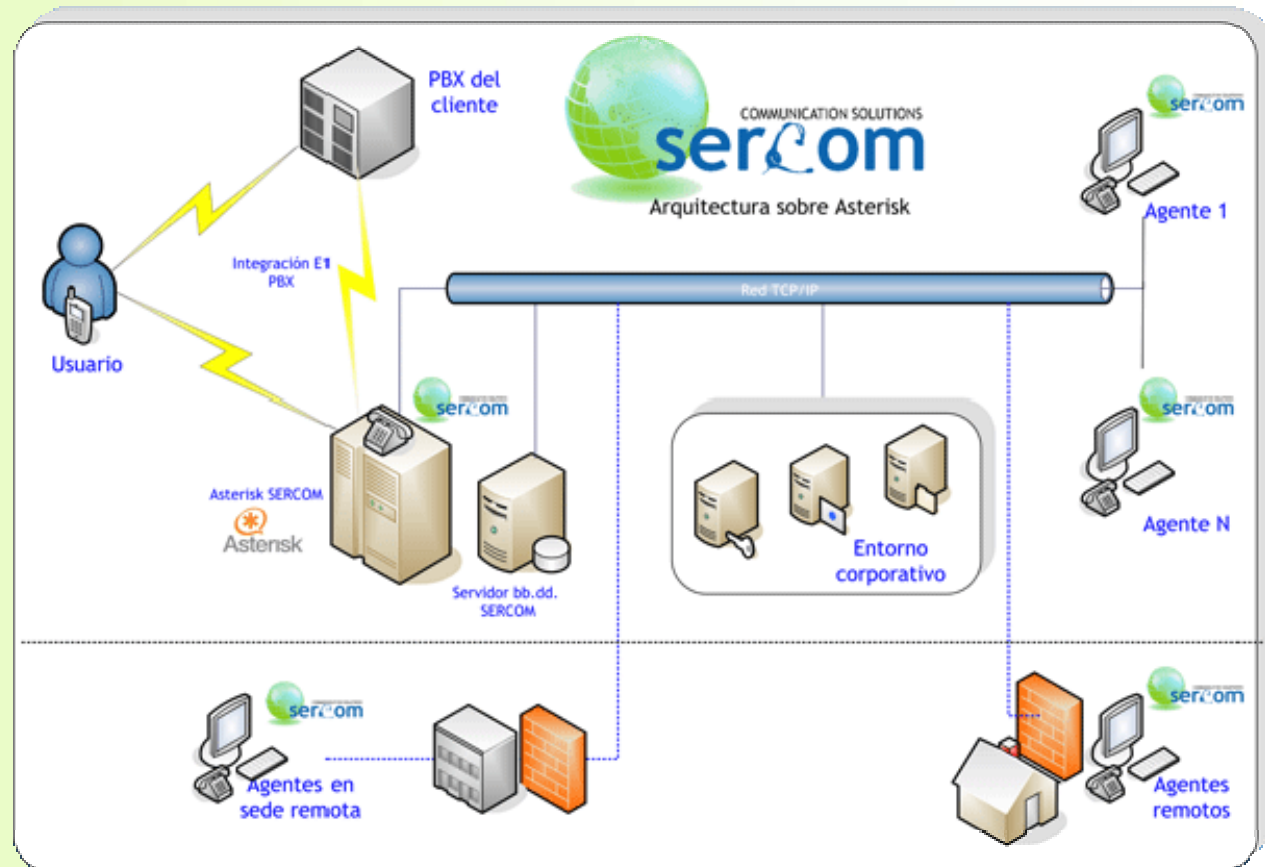 PBX del
cliente
COMMUNICATION SOLUTIONS
sercom
Arquitectura sobre Asterisk
sercom
Agente 1
Integración E1
PBX
Red TCP/IP
Usuario
sercom
sercom
Agente N
Asterisk SERCOM
Asterisk
Servidor bb.dd.
SERCOM
Entorno
corporativo
sercom
Agentes en
sede remota
sercom
Agentes
remotos